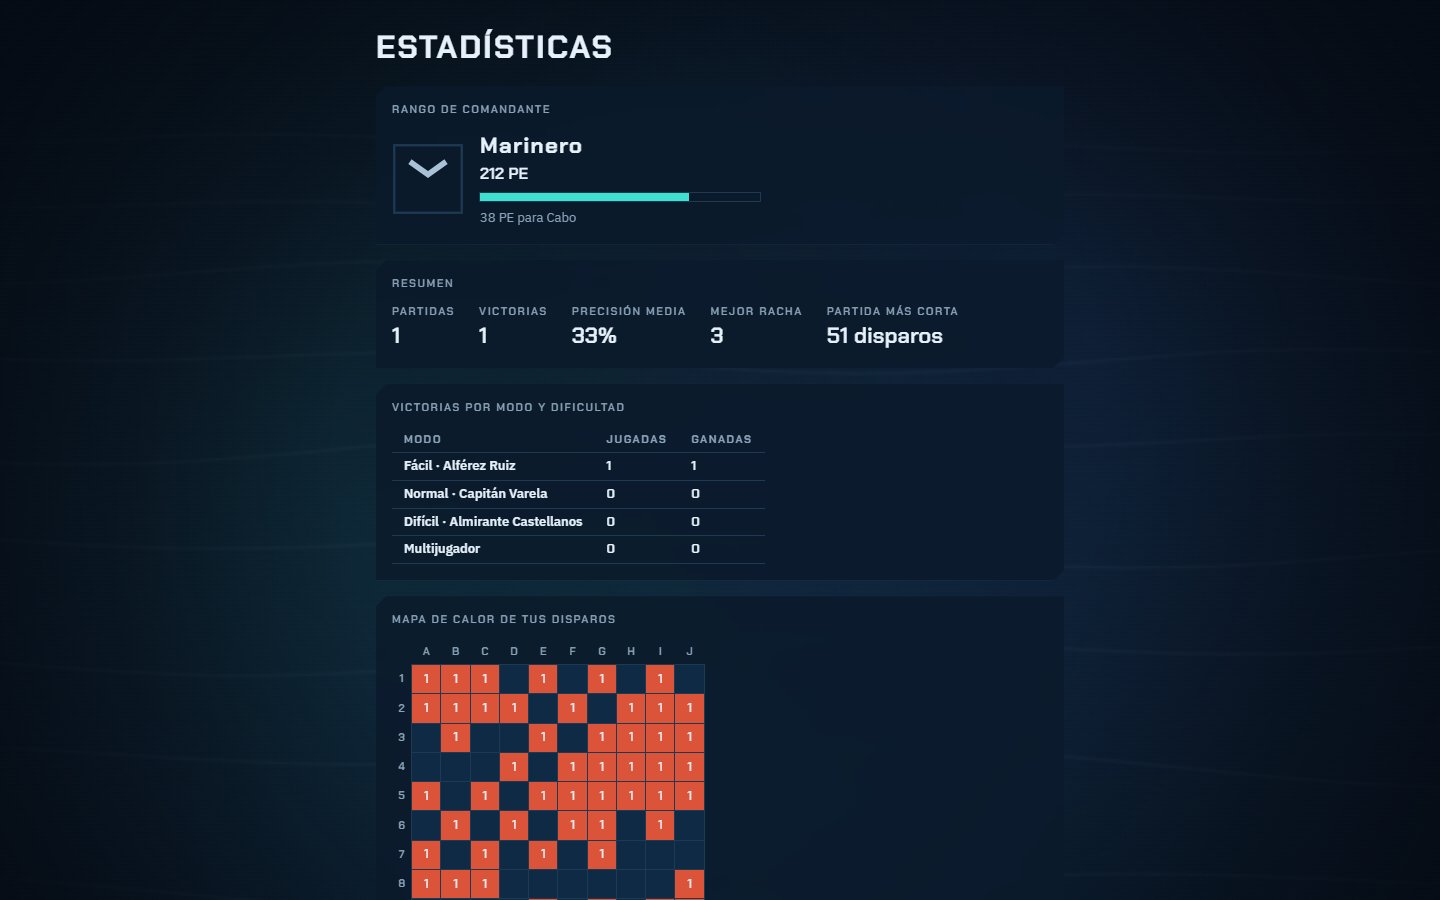 ESTADÍSTICAS
RANGO DE COMANDANTE
Marinero
212 PE
38 PE para Cabo
RESUMEN
PARTIDAS VICTORIAS PRECISIÓN MEDIA MEJOR RACHA PARTIDA MÁS CORTA
1 1 33% 3 51 disparos
VICTORIAS POR MODO Y DIFICULTAD
MODO JUGADAS GANADAS
Fácil · Alférez Ruiz 1 1
Normal · Capitán Varela 0 0
Difícil · Almirante Castellanos 0 0
Multijugador 0 0
MAPA DE CALOR DE TUS DISPAROS
A B C D E F G H I J
1 1 1 1 1 1 1
2 1 1 1 1 1 1 1 1
3 1 1 1 1 1 1
4 1 1 1 1 1 1
5 1 1 1 1 1 1 1 1
6 1 1 1 1 1
7 1 1 1 1
8 1 1 1 1